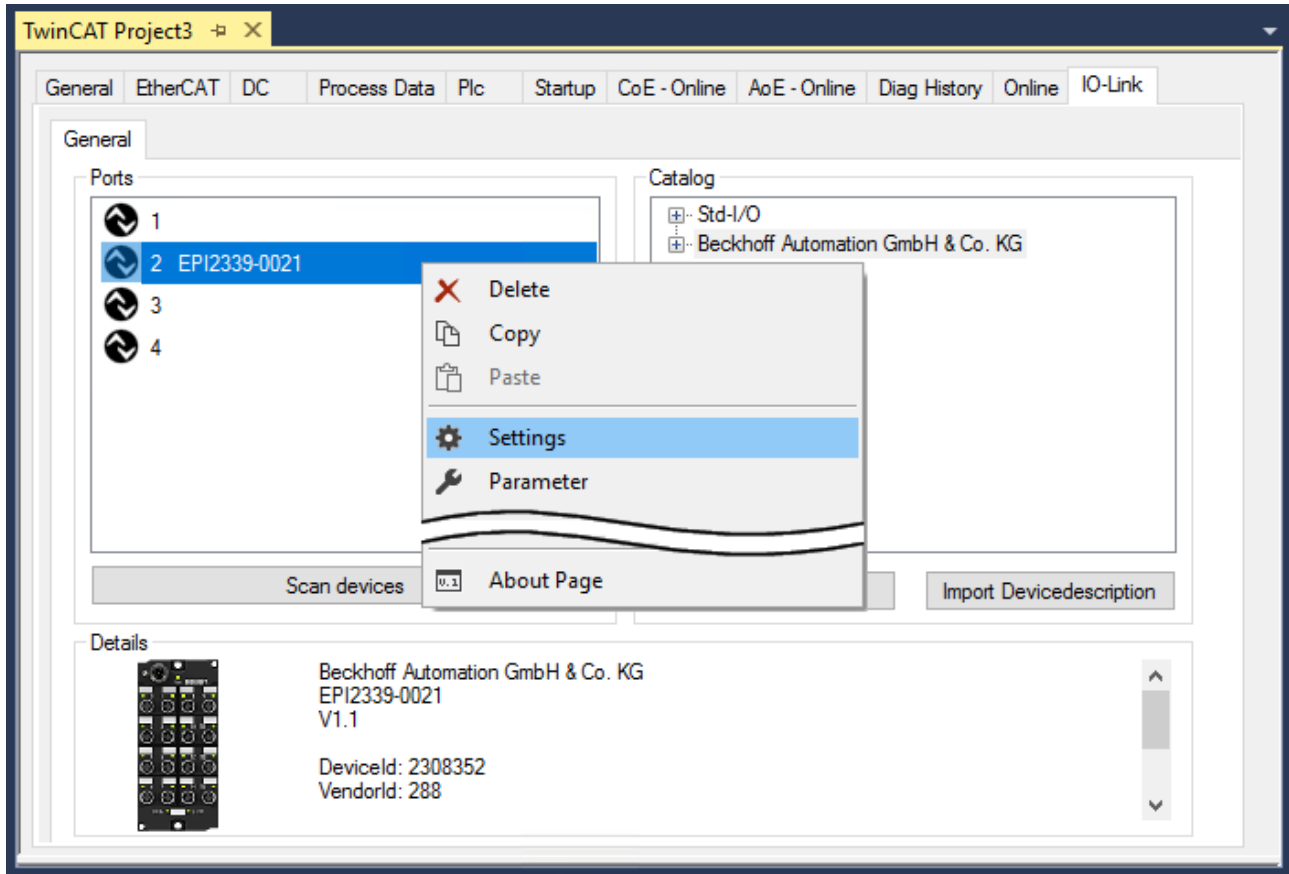 TwinCAT Project3
General EtherCAT DC Process Data Plc Startup CoE - Online AoE - Online Diag History Online IO-Link
General
Ports
1
2 EPI2339-0021
3
4
Catalog
Std-I/O
Beckhoff Automation GmbH & Co. KG
Delete
Copy
Paste
Settings
Parameter
About Page
Scan devices
Import Devicedescription
Details
Beckhoff Automation GmbH & Co. KG
EPI2339-0021
V1.1
DeviceId: 2308352
VendorId: 288